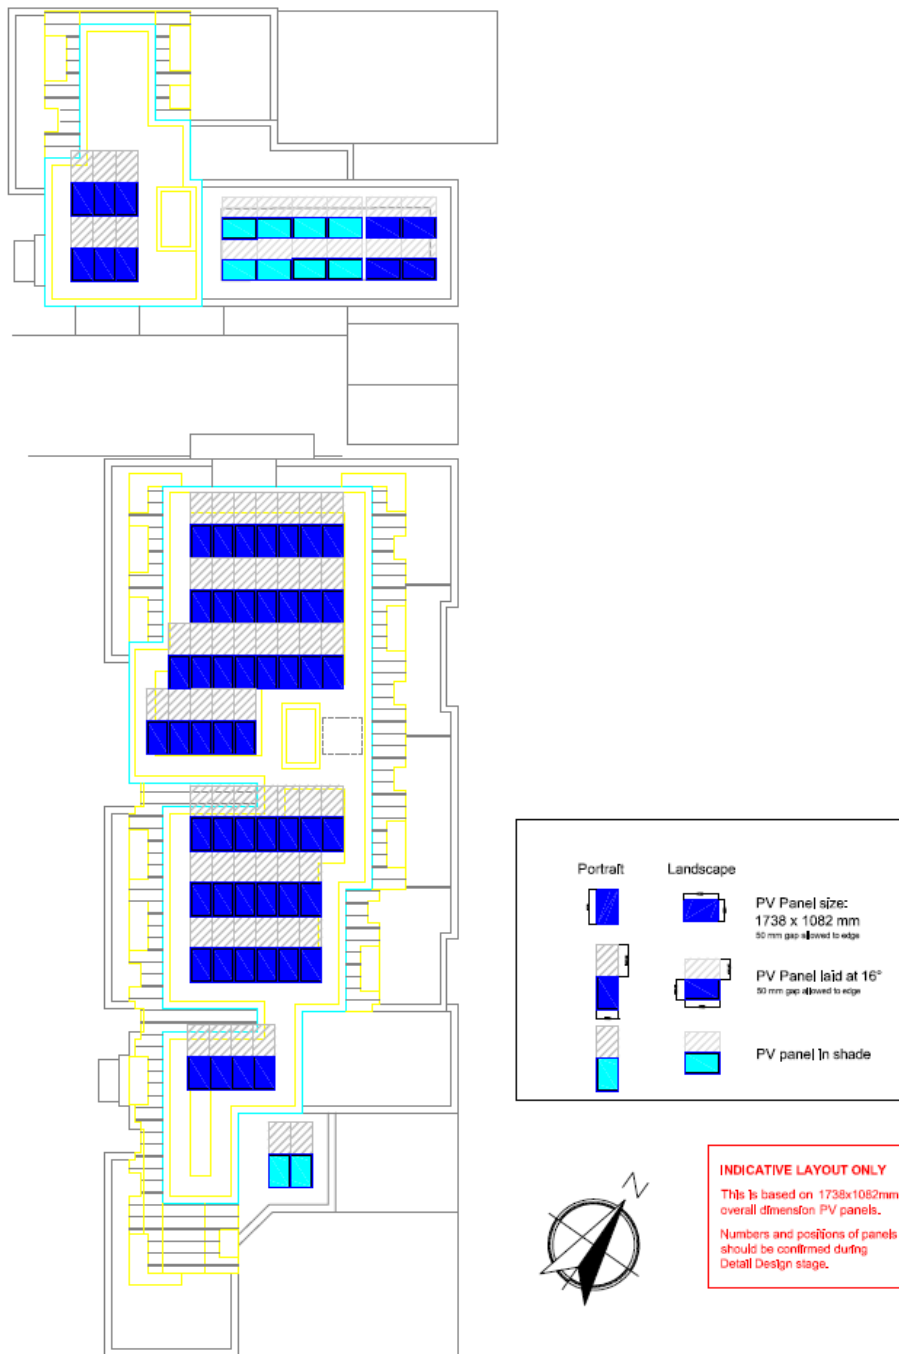 Portrait Landscape
PV Panel size:
1738 x 1082 mm
50 mm gap allowed to edge
PV Panel laid at 16°
50 mm gap allowed to edge
PV panel in shade
N
INDICATIVE LAYOUT ONLY
This is based on 1738x1082mm
overall dimension PV panels.
Numbers and positions of panels
should be confirmed during
Detail Design stage.